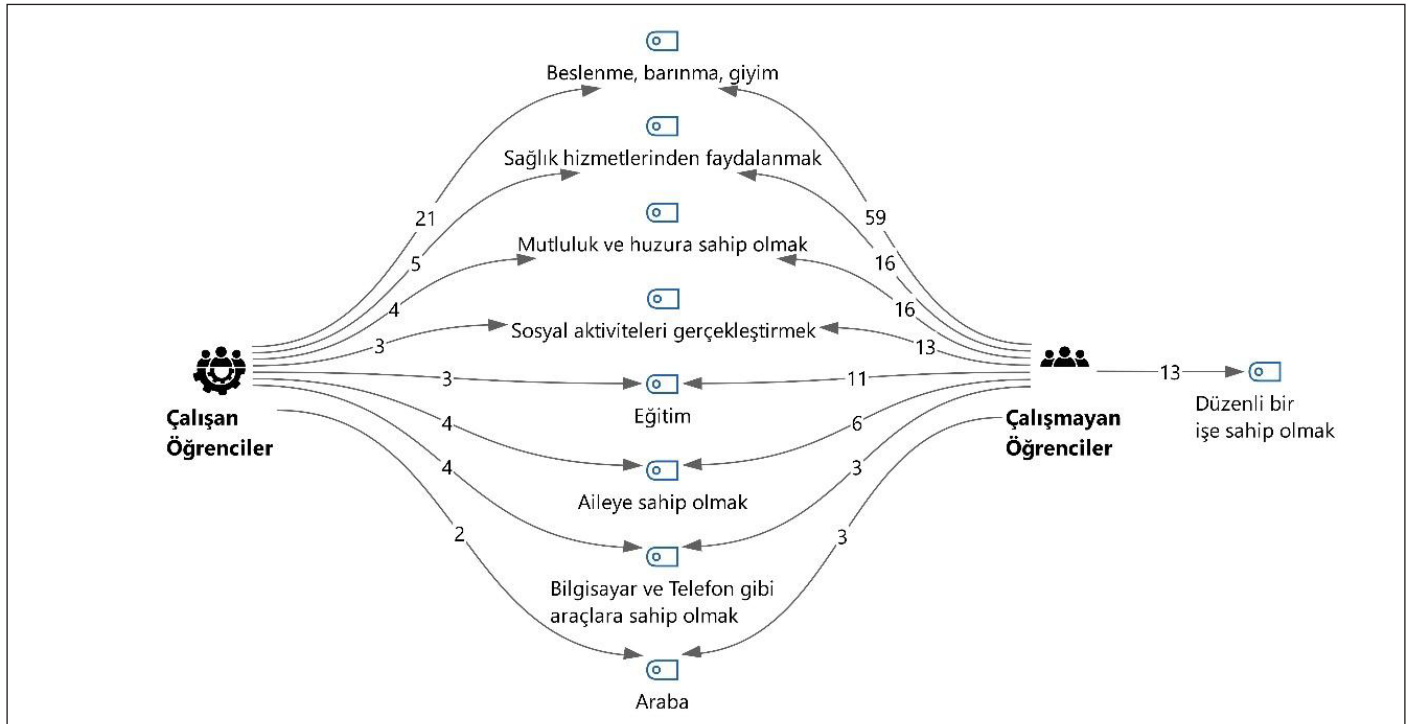 Beslenme, barınma, giyim
Sağlık hizmetlerinden faydalanmak
21
59
Mutluluk ve huzura sahip olmak
5
16
4
16
Sosyal aktiviteleri gerçekleştirmek
3
13
3
11
13
Eğitim
Çalışan
Öğrenciler
Çalışmayan
Öğrenciler
Düzenli bir
işe sahip olmak
4
6
4
3
Aileye sahip olmak
2
3
Bilgisayar ve Telefon gibi
araçlara sahip olmak
Araba